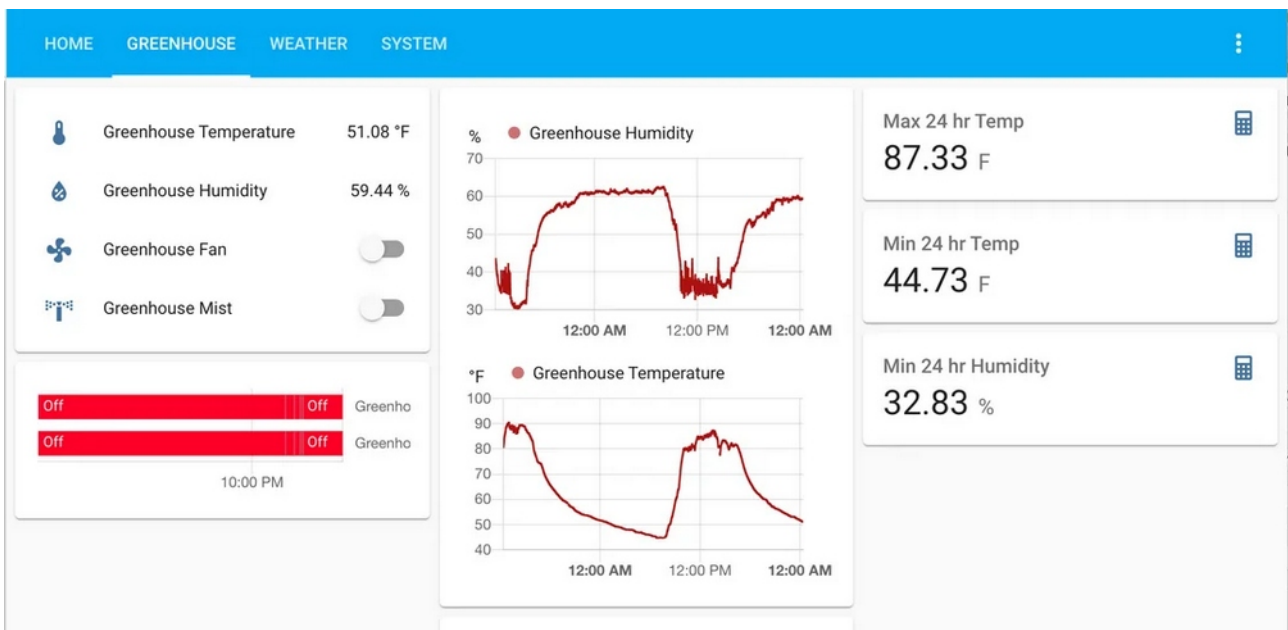 HOME GREENHOUSE WEATHER SYSTEM
Greenhouse Temperature 51.08 °F
Greenhouse Humidity 59.44 %
Greenhouse Fan
Greenhouse Mist
Off Off Greenho
Off Off Greenho
10:00 PM
% Greenhouse Humidity
70
60
50
40
30
12:00 AM 12:00 PM 12:00 AM
°F Greenhouse Temperature
100
90
80
70
60
50
40
12:00 AM 12:00 PM 12:00 AM
Max 24 hr Temp
87.33 F
Min 24 hr Temp
44.73 F
Min 24 hr Humidity
32.83 %